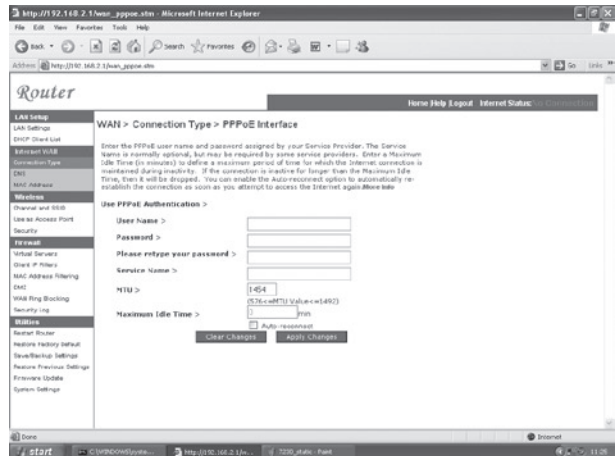 http://192.168.2.1/wan_pppoe.stm - Microsoft Internet Explorer
File Edit View Favorites Tools Help
Back Search Favorites
Address http://192.168.2.1/wan_pppoe.stm Go Links
Router
Home |Help |Logout Internet Status: No Connection
LAN Setup
LAN Settings
DHCP Client List
Internet WAN
Connection Type
DNS
MAC Address
Wireless
Channel and SSID
Use as Access Point
Security
Firewall
Virtual Servers
Client IP Filters
MAC Address Filtering
DMZ
WAN Ping Blocking
Security Log
Utilities
Restart Router
Restore Factory Default
Save/Backup Settings
Restore Previous Settings
Firmware Update
System Settings
WAN > Connection Type > PPPoE Interface
Enter the PPPoE user name and password assigned by your Service Provider. The Service
Name is normally optional, but may be required by some service providers. Enter a Maximum
Idle Time (in minutes) to define a maximum period of time for which the Internet connection is
maintained during inactivity. If the connection is inactive for longer than the Maximum Idle
Time, then it will be dropped. You can enable the Auto-reconnect option to automatically re-
establish the connection as soon as you attempt to access the Internet again.More Info
Use PPPoE Authentication >
User Name >
Password >
Please retype your password >
Service Name >
MTU > 1454
(576<=MTU Value<=1492)
Maximum Idle Time > min
Auto-reconnect
Clear Changes Apply Changes
Done Internet
start C:\WINDOWS\syste... http://192.168.2.1/w... 7230_static - Paint 11:25